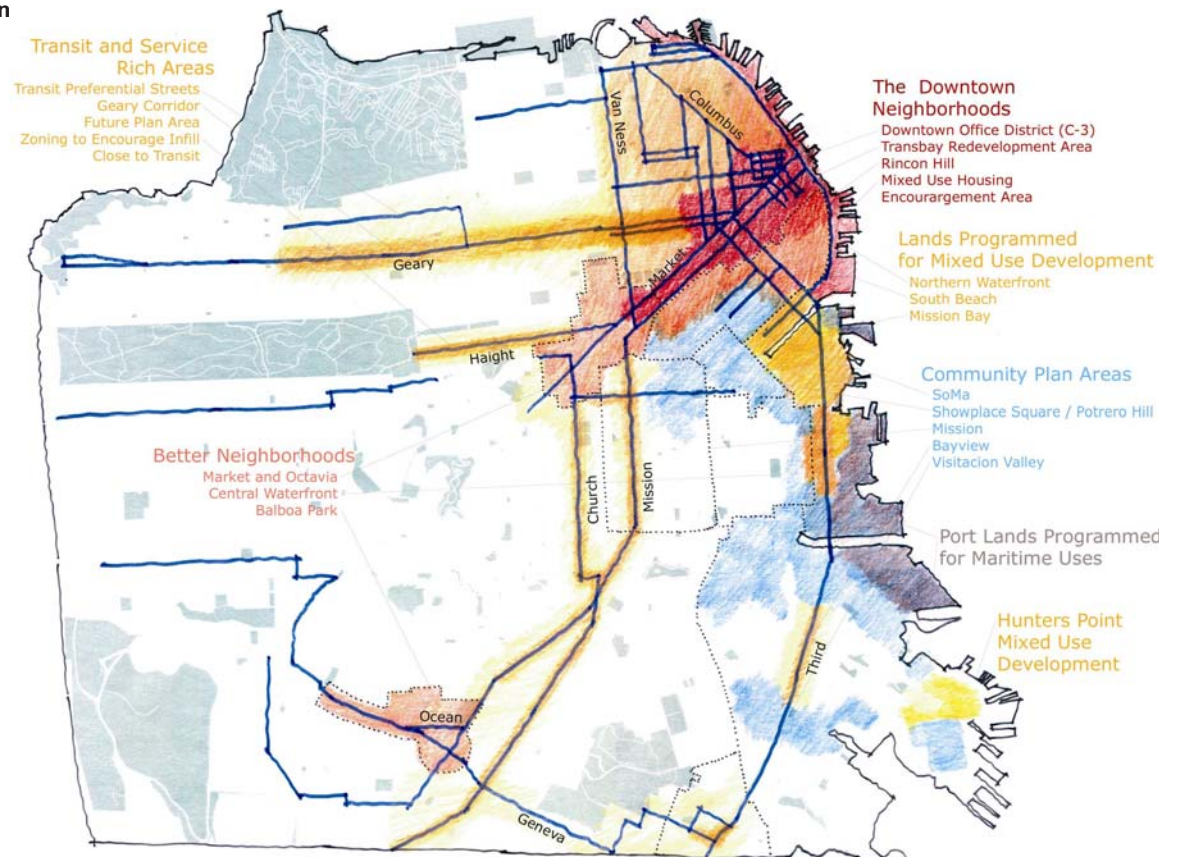 n
Transit and Service
Rich Areas
Transit Preferential Streets
Geary Corridor
Future Plan Area
Zoning to Encourage Infill
Close to Transit
The Downtown
Neighborhoods
Downtown Office District (C-3)
Transbay Redevelopment Area
Rincon Hill
Mixed Use Housing
Encourargement Area
Lands Programmed
for Mixed Use Development
Northern Waterfront
South Beach
Mission Bay
Community Plan Areas
SoMa
Showplace Square / Potrero Hill
Mission
Bayview
Visitacion Valley
Better Neighborhoods
Market and Octavia
Central Waterfront
Balboa Park
Port Lands Programmed
for Maritime Uses
Hunters Point
Mixed Use
Development
Van Ness
Columbus
Geary
Market
Haight
Church
Mission
Third
Ocean
Geneva